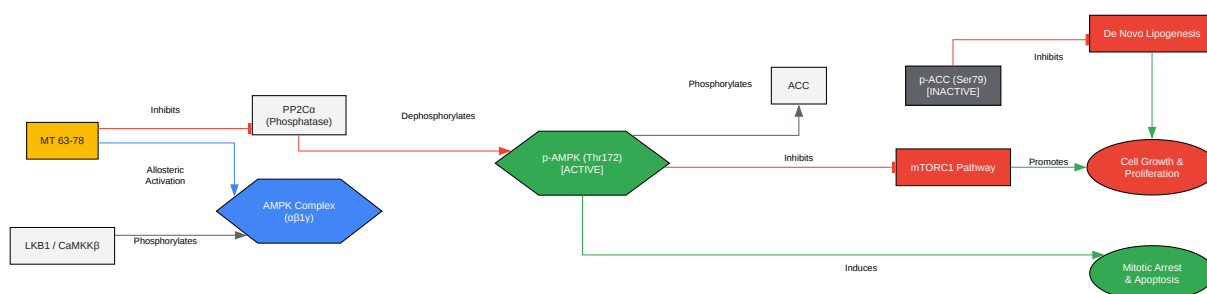 De Novo Lipogenesis
Inhibits
p-ACC (Ser79)
[INACTIVE]
Phosphorylates
ACC
Inhibits
PP2Cα
(Phosphatase)
Dephosphorylates
MT 63-78
p-AMPK (Thr172)
[ACTIVE]
Inhibits
mTORC1 Pathway
Promotes
Cell Growth &
Proliferation
Allosteric
Activation
AMPK Complex
(αβ1γ)
LKB1 / CaMKKβ
Phosphorylates
Induces
Mitotic Arrest
& Apoptosis